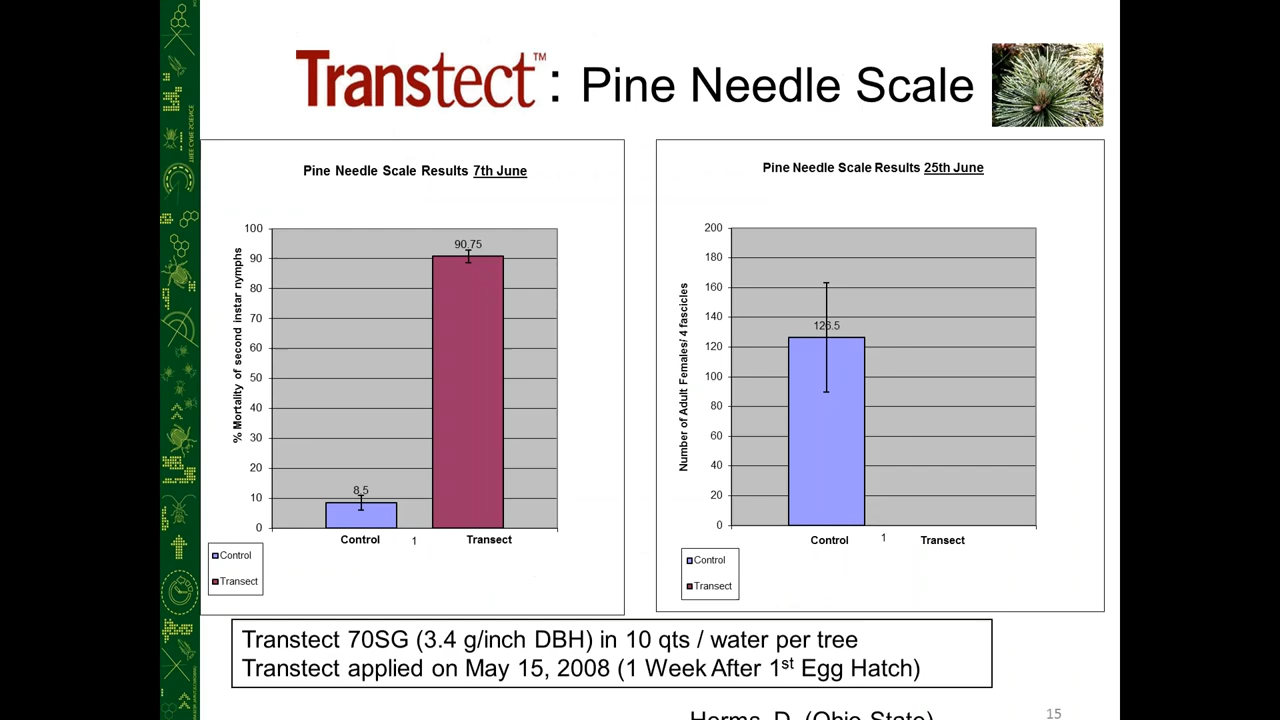 Transtect™: Pine Needle Scale
Pine Needle Scale Results 7th June
% Mortality of second instar nymphs
100
90
80
70
60
50
40
30
20
10
0
8.5
90.75
Control
1
Transect
Control
Transect
Pine Needle Scale Results 25th June
Number of Adult Females/ 4 fascicles
200
180
160
140
120
100
80
60
40
20
0
126.5
Control
1
Transect
Control
Transect
Transtect 70SG (3.4 g/inch DBH) in 10 qts / water per tree
Transtect applied on May 15, 2008 (1 Week After 1st Egg Hatch)
Herms, D. (Ohio State)
15
TREE CARE SCIENCE